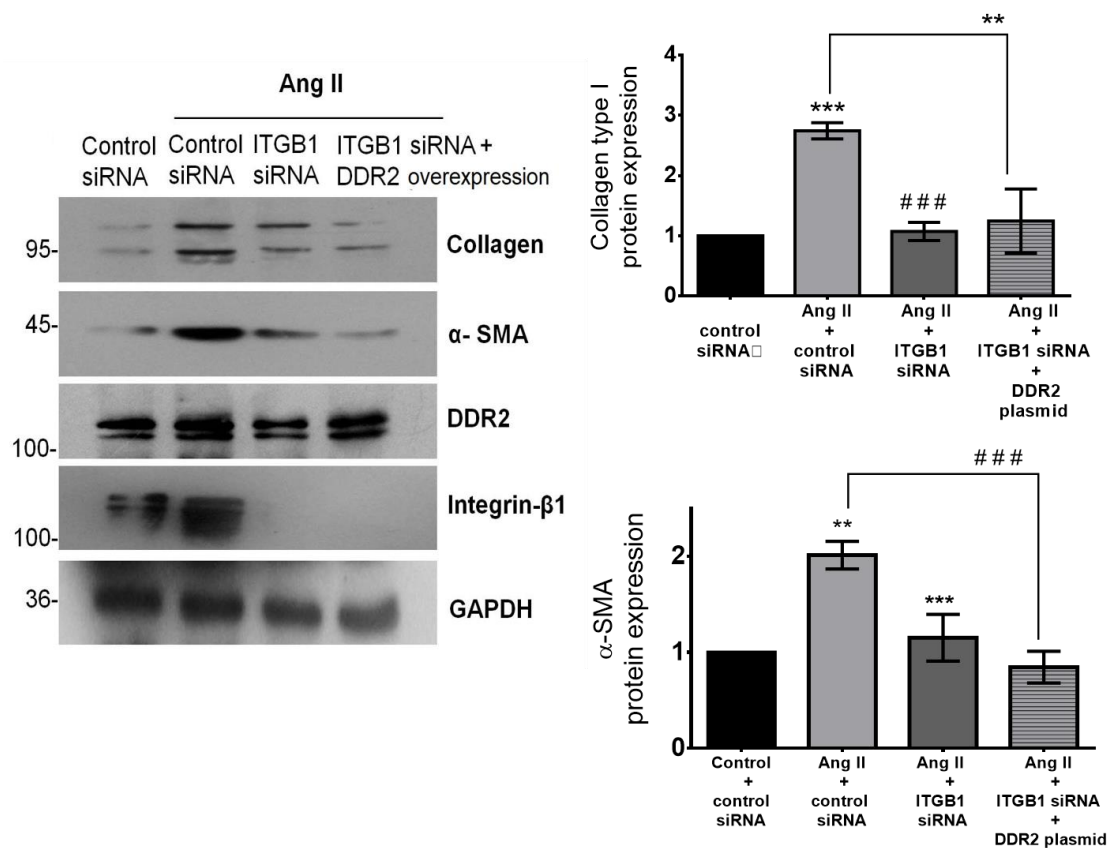 Ang II
Control Control ITGB1 ITGB1 siRNA +
siRNA siRNA siRNA DDR2 overexpression
95-
Collagen
45-
α- SMA
DDR2
100-
Integrin-β1
100-
36-
GAPDH
**
4
3
2
1
0
Collagen type I
protein expression
***
# # #
control
siRNA□
Ang II
+
control
siRNA
Ang II
+
ITGB1
siRNA
Ang II
+
ITGB1 siRNA
+
DDR2
plasmid
# # #
2
1
0
α-SMA
protein expression
**
***
Control
+
control
siRNA
Ang II
+
control
siRNA
Ang II
+
ITGB1
siRNA
Ang II
+
ITGB1 siRNA
+
DDR2 plasmid